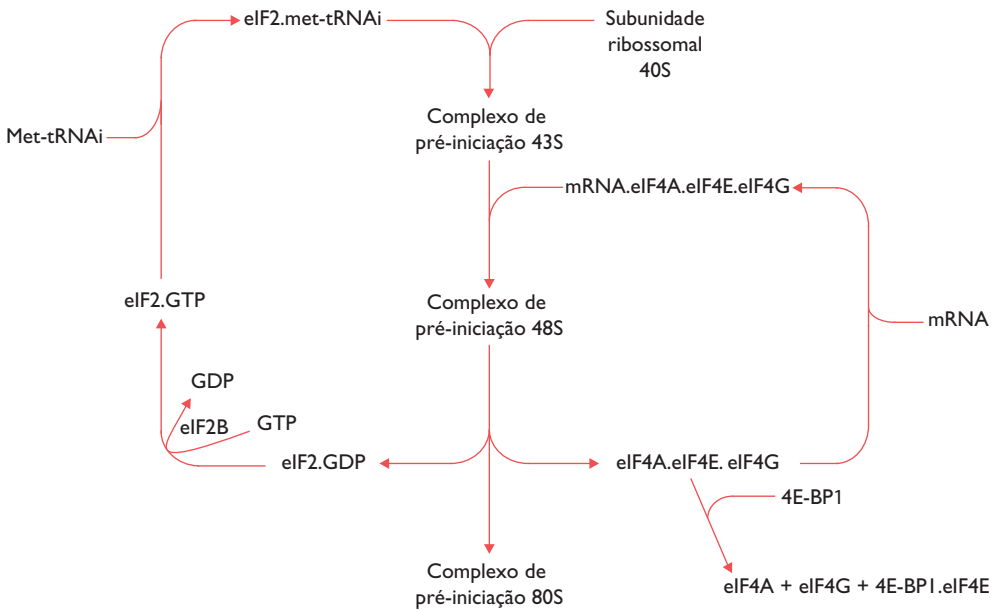 eIF2.met-tRNAi
Subunidade
ribossomal
40S
Met-tRNAi
Complexo de
pré-iniciação 43S
mRNA.eIF4A.eIF4E.eIF4G
eIF2.GTP
Complexo de
pré-iniciação 48S
mRNA
GDP
eIF2B
GTP
eIF2.GDP
eIF4A.eIF4E. eIF4G
4E-BP1
Complexo de
pré-iniciação 80S
eIF4A + eIF4G + 4E-BP1.eIF4E